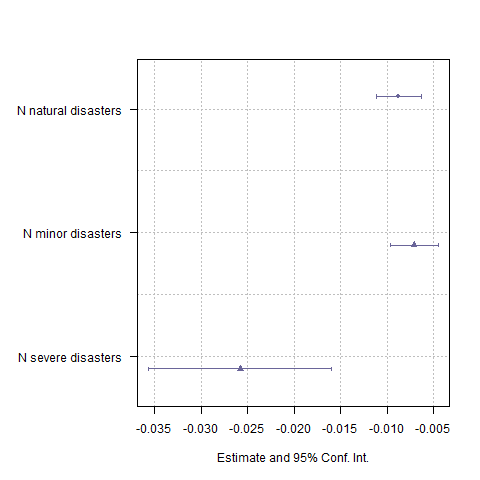 N natural disasters
N minor disasters
N severe disasters
-0.035 -0.030 -0.025 -0.020 -0.015 -0.010 -0.005
Estimate and 95% Conf. Int.